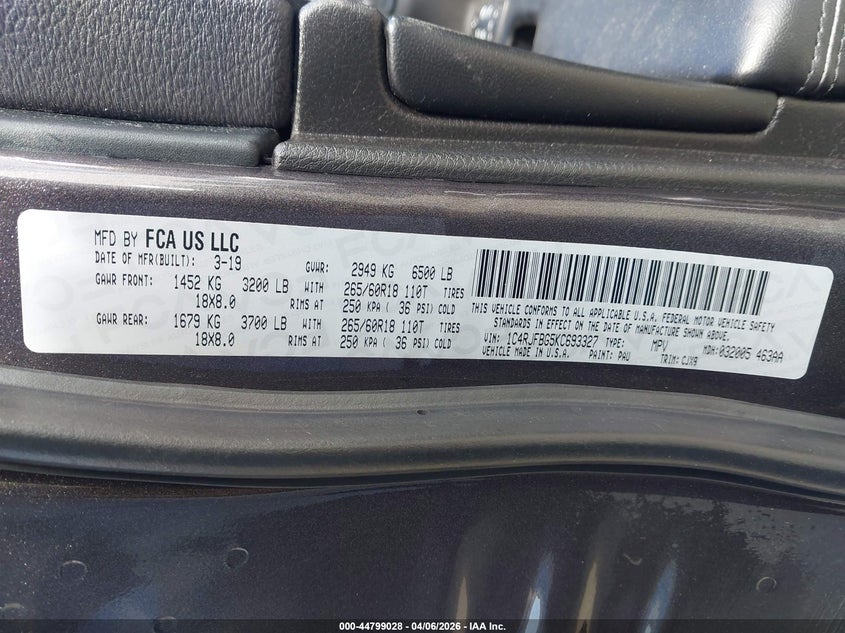 MFD BY FCA US LLC
DATE OF MFR(BUILT): 3-19 GVWR: 2949 KG 6500 LB
GAWR FRONT: 1452 KG 3200 LB WITH 265/60R18 110T TIRES
18X8.0 RIMS AT 250 KPA ( 36 PSI) COLD
GAWR REAR: 1679 KG 3700 LB WITH 265/60R18 110T TIRES
18X8.0 RIMS AT 250 KPA ( 36 PSI) COLD
THIS VEHICLE CONFORMS TO ALL APPLICABLE U.S.A. FEDERAL MOTOR VEHICLE SAFETY
STANDARDS IN EFFECT ON THE DATE OF MANUFACTURE SHOWN ABOVE.
VIN: 1C4RJFBG5KC693327 TYPE: MPV MDH:032005 463AA
VEHICLE MADE IN U.S.A. PAINT: PAU TRIM: CJX9
000-44799028 - 04/06/2026 - IAA Inc.